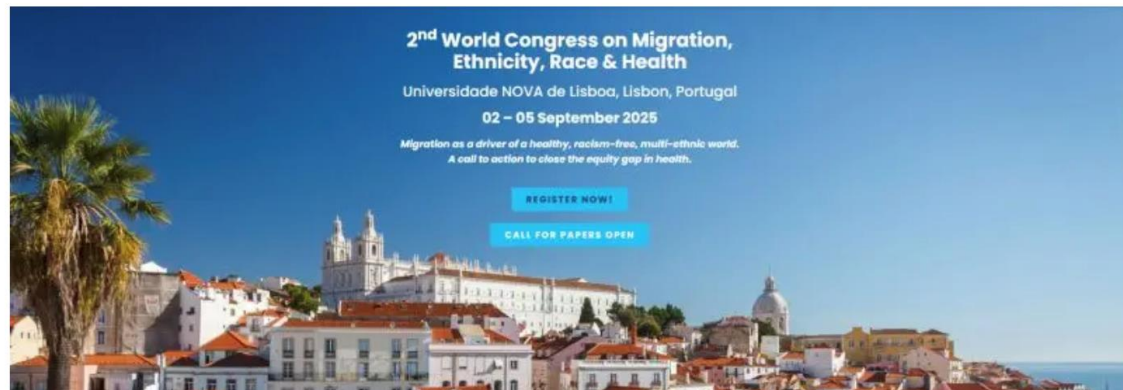 2nd World Congress on Migration,
Ethnicity, Race & Health
Universidade NOVA de Lisboa, Lisbon, Portugal
02 – 05 September 2025
Migration as a driver of a healthy, racism-free, multi-ethnic world.
A call to action to close the equity gap in health.
REGISTER NOW!
CALL FOR PAPERS OPEN